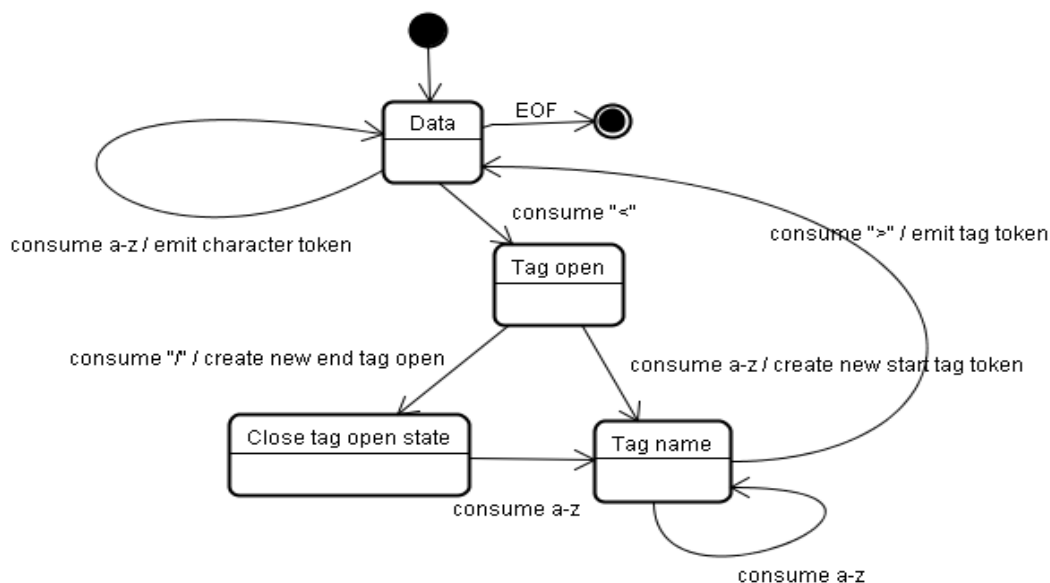 EOF
Data
consume "<"
consume ">" / emit tag token
consume a-z / emit character token
Tag open
consume "/" / create new end tag open
consume a-z / create new start tag token
Close tag open state
Tag name
consume a-z
consume a-z